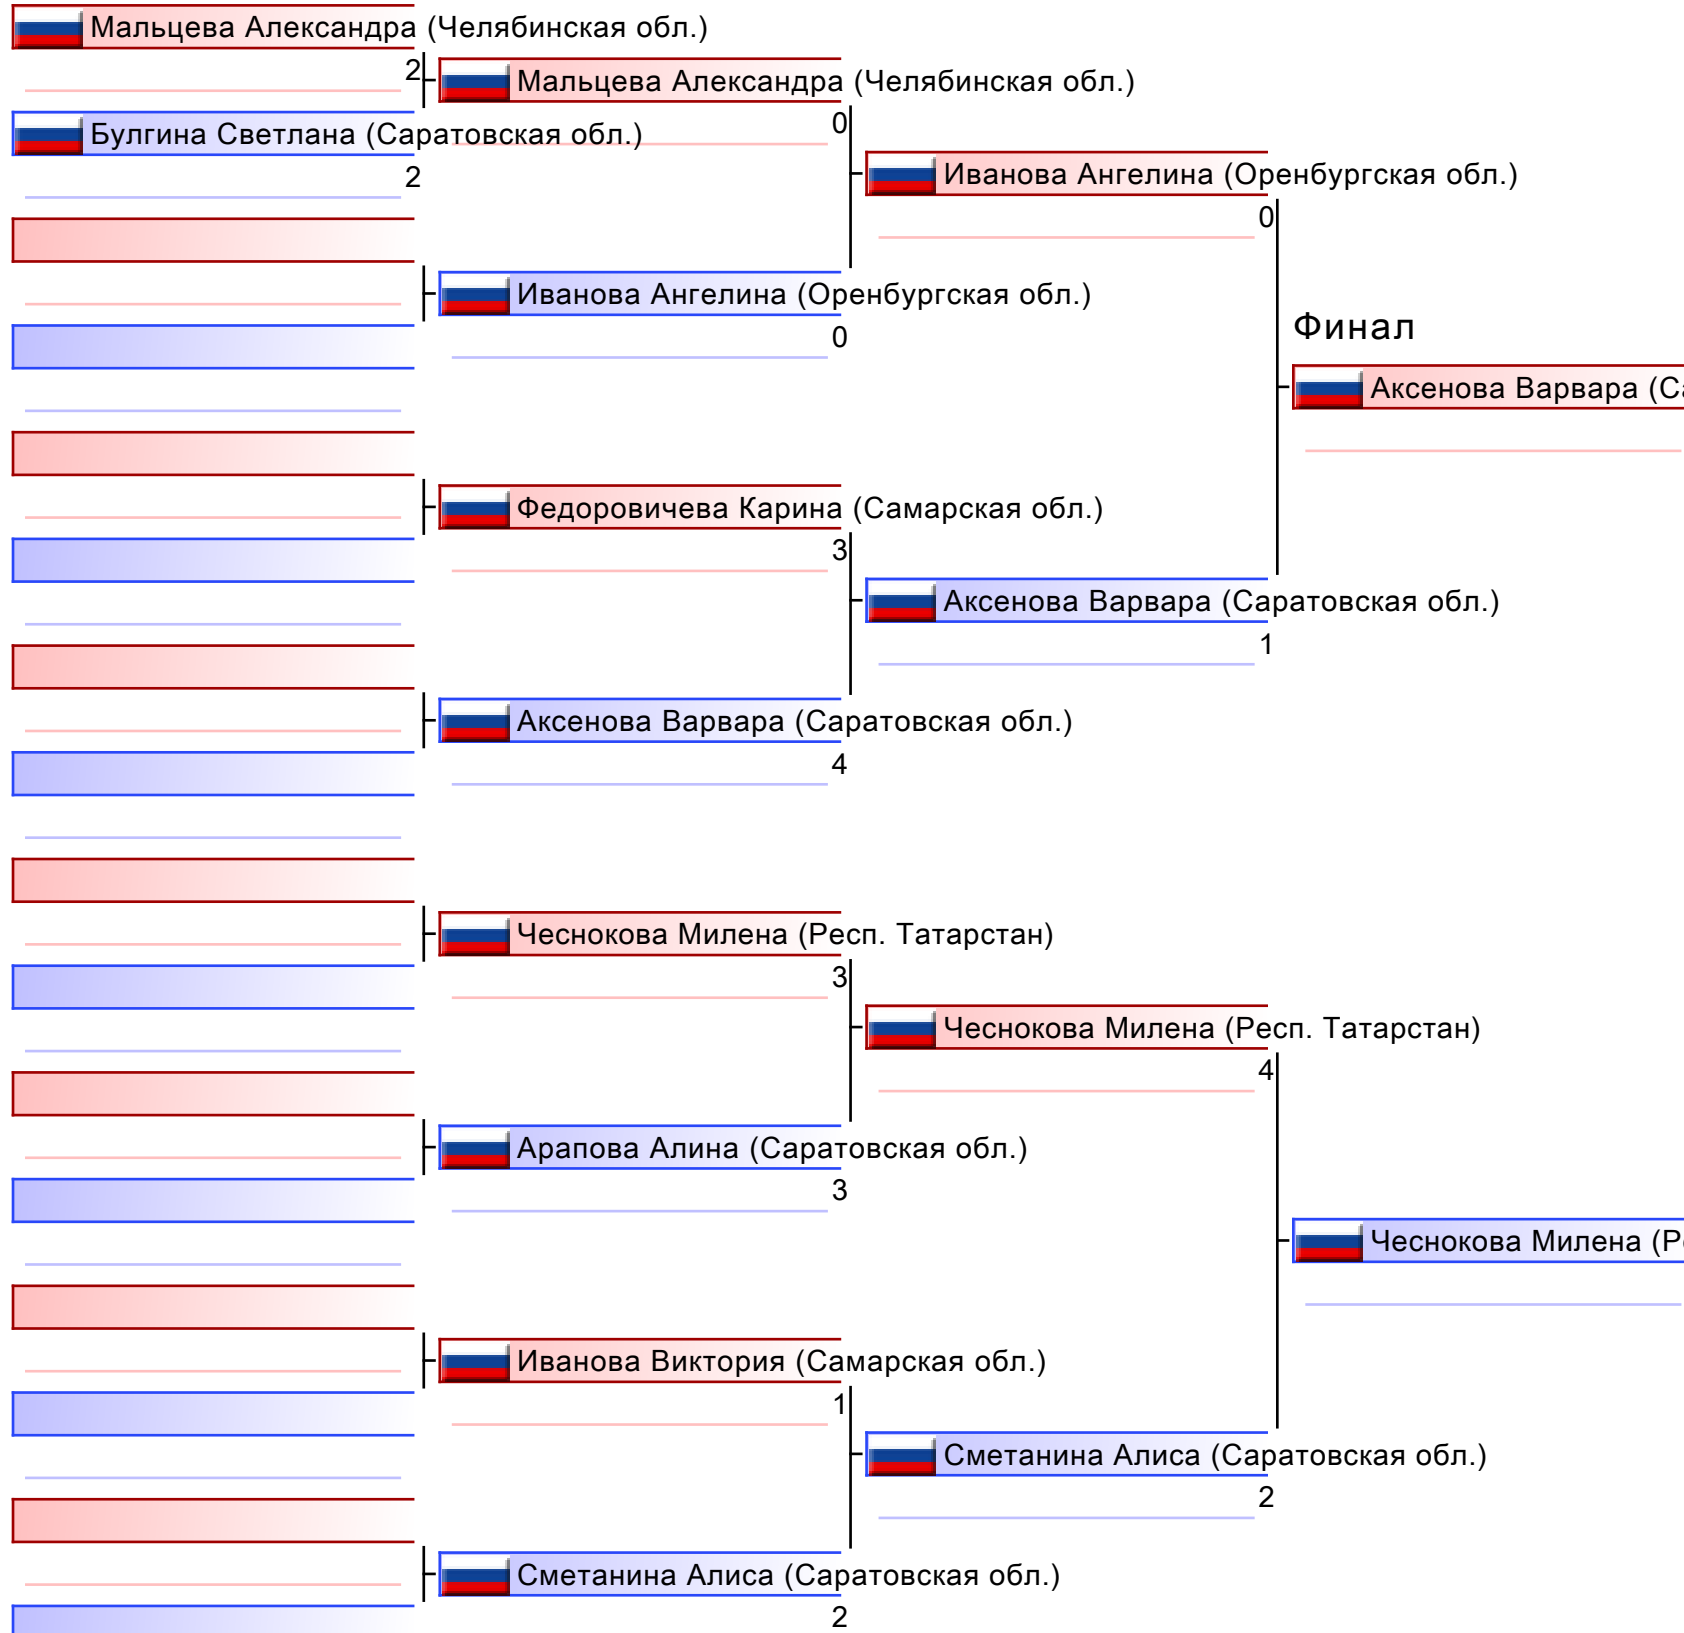 Мальцева Александра (Челябинская обл.)
2
Мальцева Александра (Челябинская обл.)
0
Булгина Светлана (Саратовская обл.)
2
Иванова Ангелина (Оренбургская обл.)
0
Иванова Ангелина (Оренбургская обл.)
0
Финал
Аксенова Варвара
Федоровичева Карина (Самарская обл.)
3
Аксенова Варвара (Саратовская обл.)
1
Аксенова Варвара (Саратовская обл.)
4
Чеснокова Милена (Респ. Татарстан)
3
Чеснокова Милена (Респ. Татарстан)
4
Арапова Алина (Саратовская обл.)
3
Чеснокова Милена
Иванова Виктория (Самарская обл.)
1
Сметанина Алиса (Саратовская обл.)
2
Сметанина Алиса (Саратовская обл.)
2